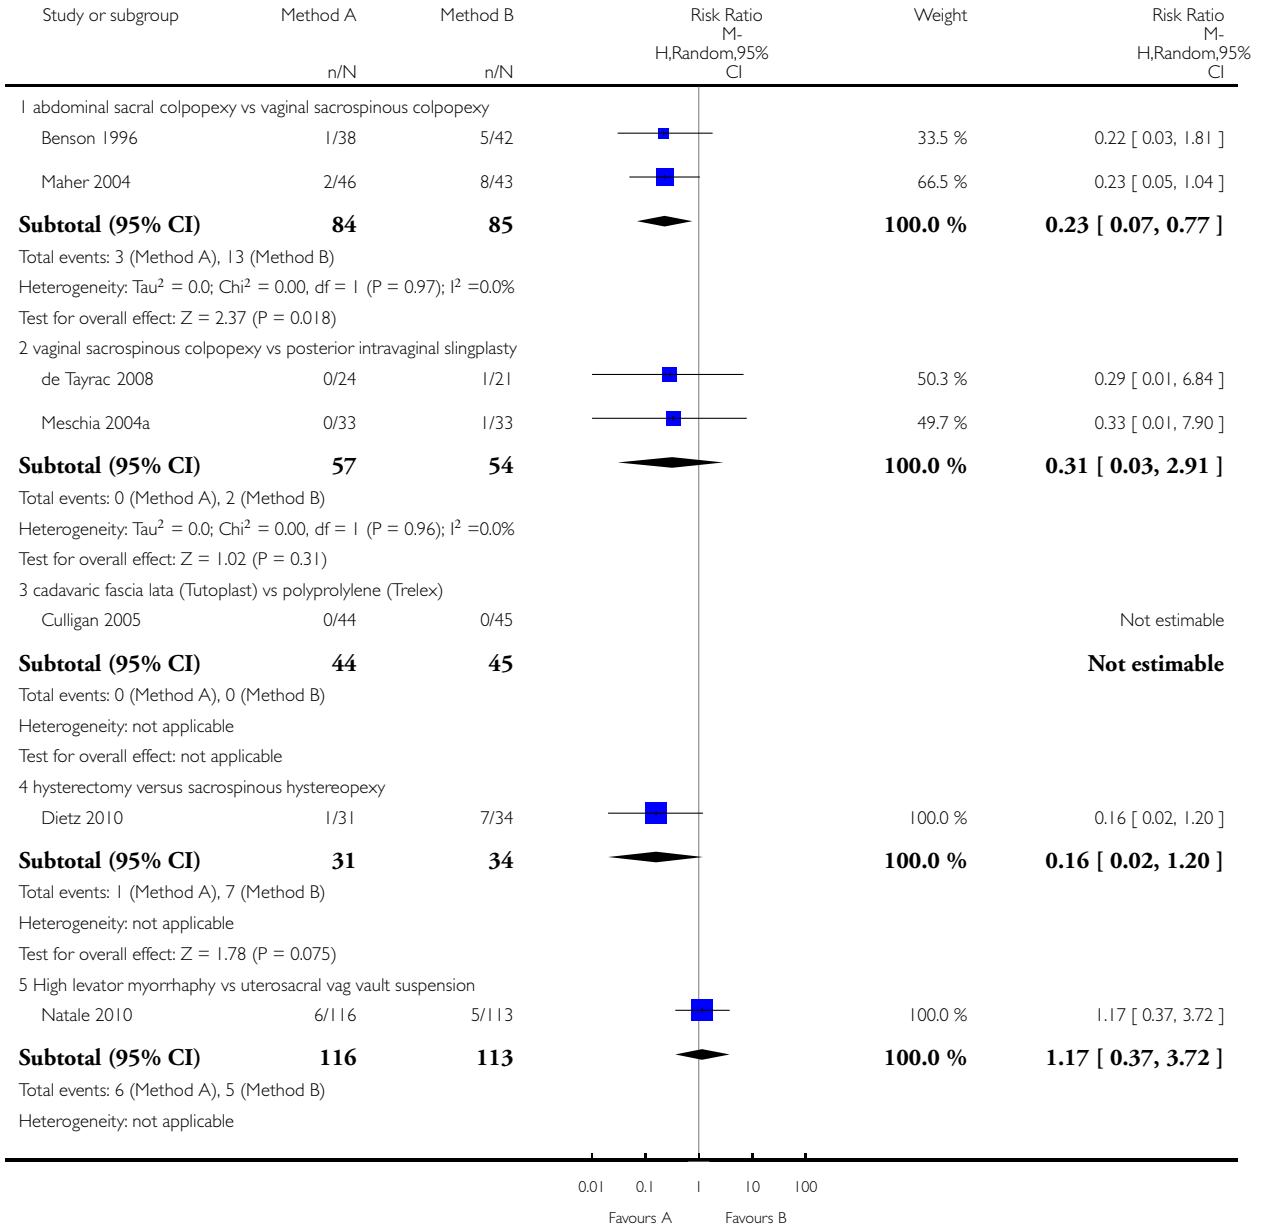 Study or subgroup Method A Method B Risk Ratio Weight Risk Ratio
M- M-
H,Random,95% H,Random,95%
n/N n/N CI CI
1 abdominal sacral colpopexy vs vaginal sacrospinous colpopexy
Benson 1996 1/38 5/42 33.5 % 0.22 [ 0.03, 1.81 ]
Maher 2004 2/46 8/43 66.5 % 0.23 [ 0.05, 1.04 ]
Subtotal (95% CI) 84 85 100.0 % 0.23 [ 0.07, 0.77 ]
Total events: 3 (Method A), 13 (Method B)
Heterogeneity: Tau² = 0.0; Chi² = 0.00, df = 1 (P = 0.97); I² =0.0%
Test for overall effect: Z = 2.37 (P = 0.018)
2 vaginal sacrospinous colpopexy vs posterior intravaginal slingplasty
de Tayrac 2008 0/24 1/21 50.3 % 0.29 [ 0.01, 6.84 ]
Meschia 2004a 0/33 1/33 49.7 % 0.33 [ 0.01, 7.90 ]
Subtotal (95% CI) 57 54 100.0 % 0.31 [ 0.03, 2.91 ]
Total events: 0 (Method A), 2 (Method B)
Heterogeneity: Tau² = 0.0; Chi² = 0.00, df = 1 (P = 0.96); I² =0.0%
Test for overall effect: Z = 1.02 (P = 0.31)
3 cadavaric fascia lata (Tutoplast) vs polyprolylene (Trelex)
Culligan 2005 0/44 0/45 Not estimable
Subtotal (95% CI) 44 45 Not estimable
Total events: 0 (Method A), 0 (Method B)
Heterogeneity: not applicable
Test for overall effect: not applicable
4 hysterectomy versus sacrospinous hystereopexy
Dietz 2010 1/31 7/34 100.0 % 0.16 [ 0.02, 1.20 ]
Subtotal (95% CI) 31 34 100.0 % 0.16 [ 0.02, 1.20 ]
Total events: 1 (Method A), 7 (Method B)
Heterogeneity: not applicable
Test for overall effect: Z = 1.78 (P = 0.075)
5 High levator myorrhaphy vs uterosacral vag vault suspension
Natale 2010 6/116 5/113 100.0 % 1.17 [ 0.37, 3.72 ]
Subtotal (95% CI) 116 113 100.0 % 1.17 [ 0.37, 3.72 ]
Total events: 6 (Method A), 5 (Method B)
Heterogeneity: not applicable
0.01 0.1 1 10 100
Favours A Favours B